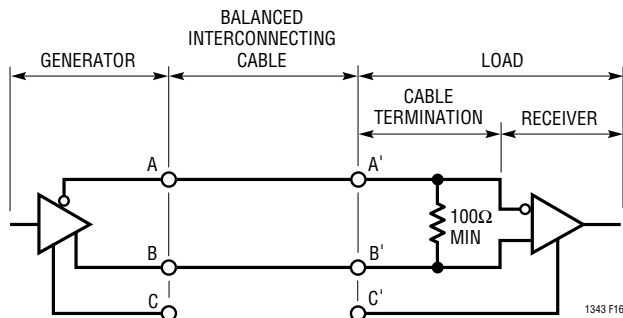 BALANCED
INTERCONNECTING
CABLE
GENERATOR
LOAD
CABLE
TERMINATION
RECEIVER
A
A'
100Ω
MIN
B
B'
C
C'
1343 F16